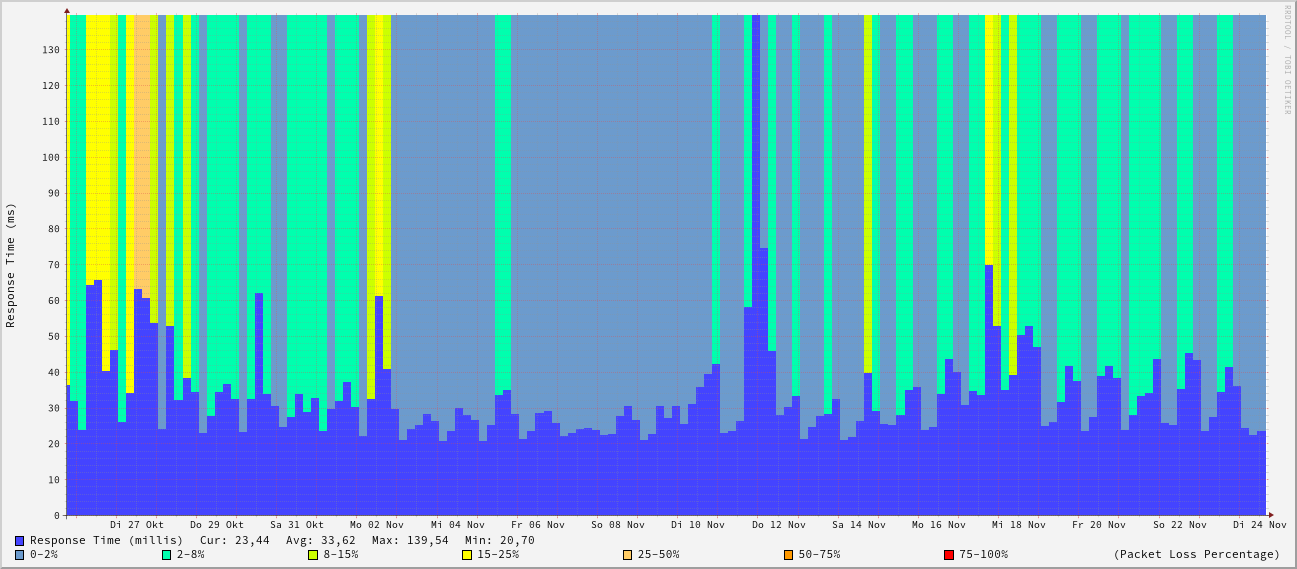 RRDTOOL / TOBI OETIKER
Response Time (ms)
130
120
110
100
90
80
70
60
50
40
30
20
10
0
Di 27 Okt Do 29 Okt Sa 31 Okt Mo 02 Nov Mi 04 Nov Fr 06 Nov So 08 Nov Di 10 Nov Do 12 Nov Sa 14 Nov Mo 16 Nov Mi 18 Nov Fr 20 Nov So 22 Nov Di 24 Nov
Response Time (millis) Cur: 23,44 Avg: 33,62 Max: 139,54 Min: 20,70
0-2% 2-8% 8-15% 15-25% 25-50% 50-75% 75-100% (Packet Loss Percentage)